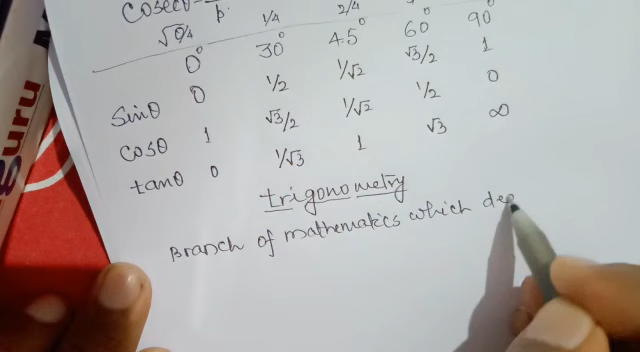 Cosecθ =
p.
√0/4 1/4 2/4
0° 30° 45° 60° 90°
sinθ 0 1/2 1/√2 √3/2 1
cosθ 1 √3/2 1/√2 1/2 0
tanθ 0 1/√3 1 √3 ∞
trigonometry
Branch of mathematics which de
uru